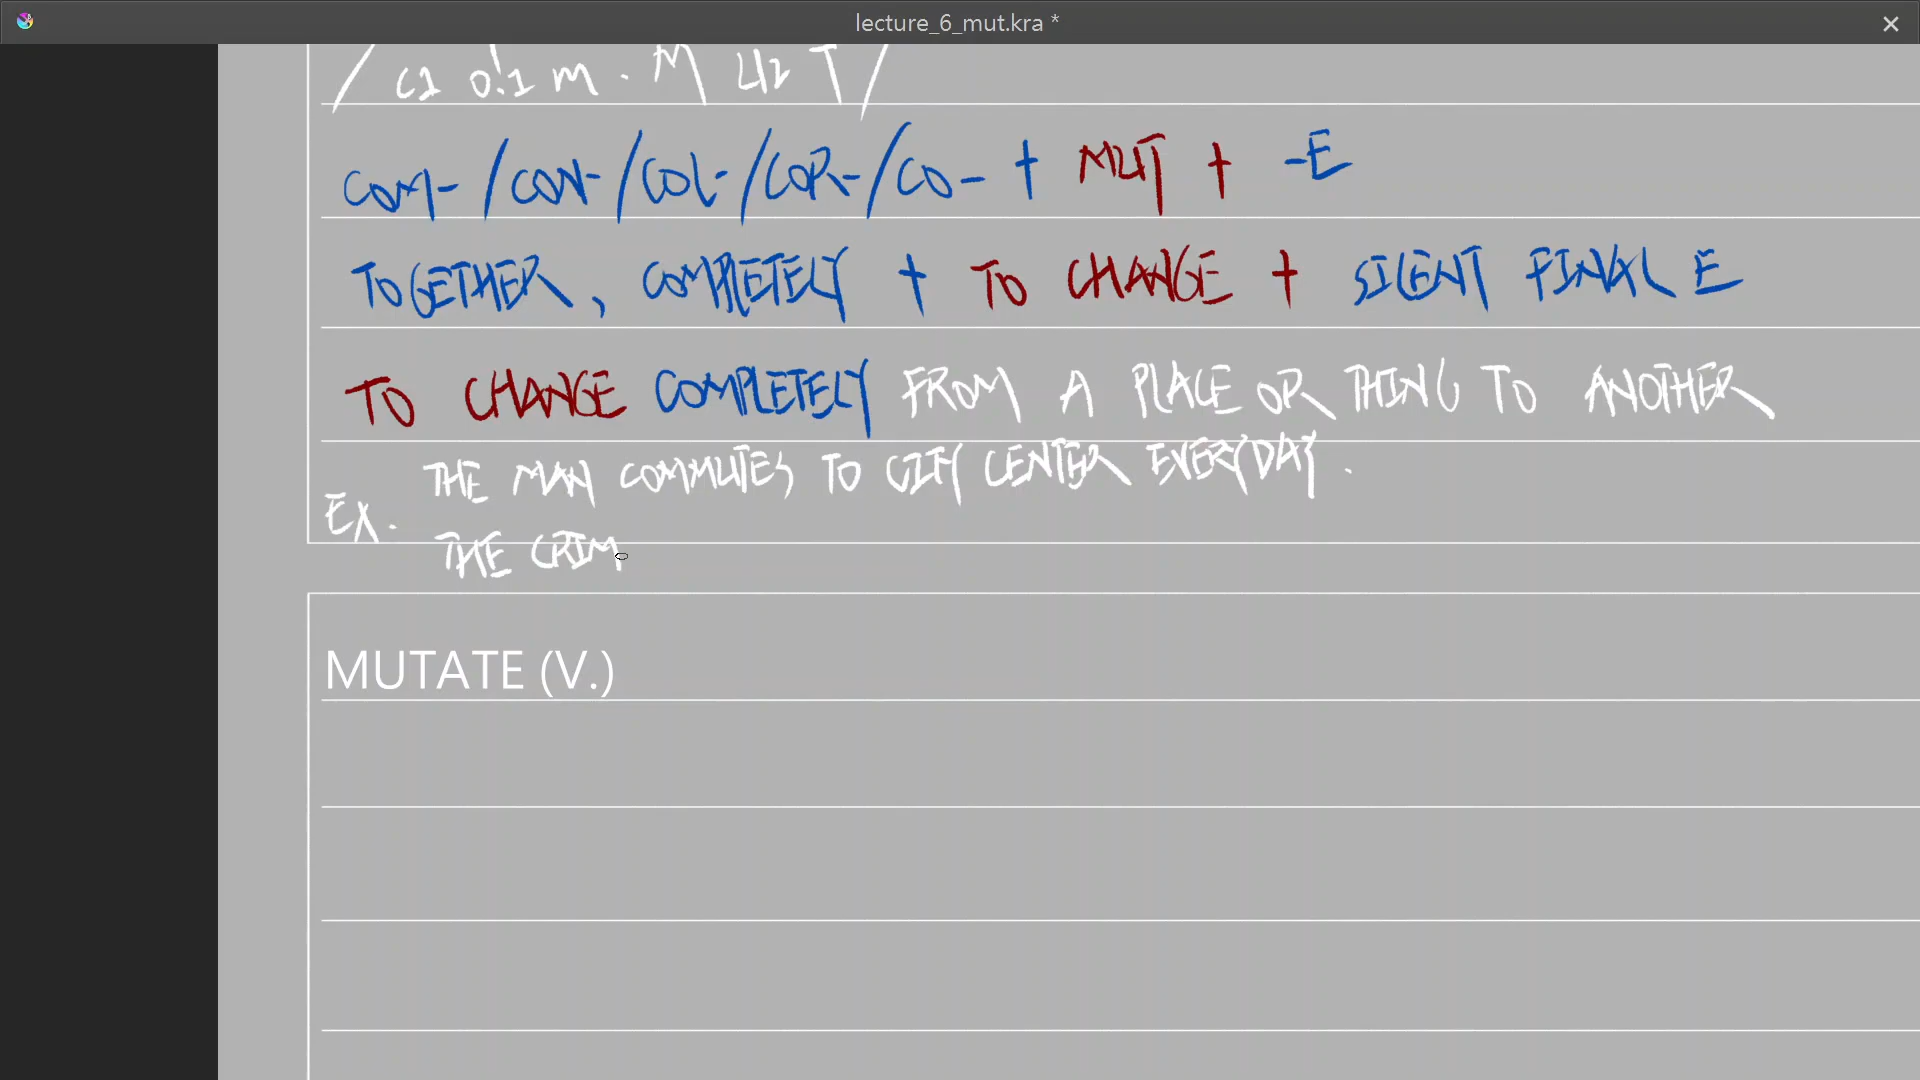 lecture_6_mut.kra *
COM- / CON- / COL- / COR- / CO- + MUT + -E
TOGETHER, COMPLETELY + TO CHANGE + SILENT FINAL E
TO CHANGE COMPLETELY FROM A PLACE OR THING TO ANOTHER
THE MAN COMMUTES TO CITY CENTER EVERYDAY.
EX.
THE CRIM
MUTATE (V.)